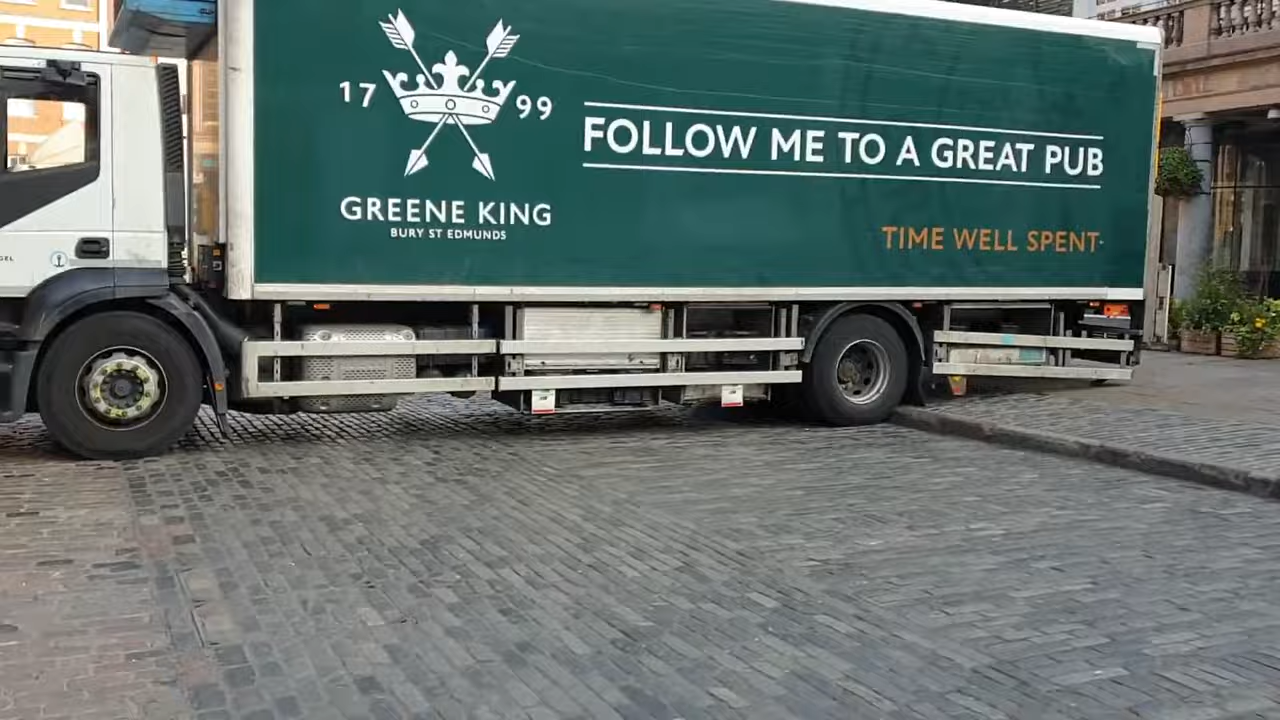 17 99
FOLLOW ME TO A GREAT PUB
GREENE KING
BURY ST EDMUNDS
TIME WELL SPENT